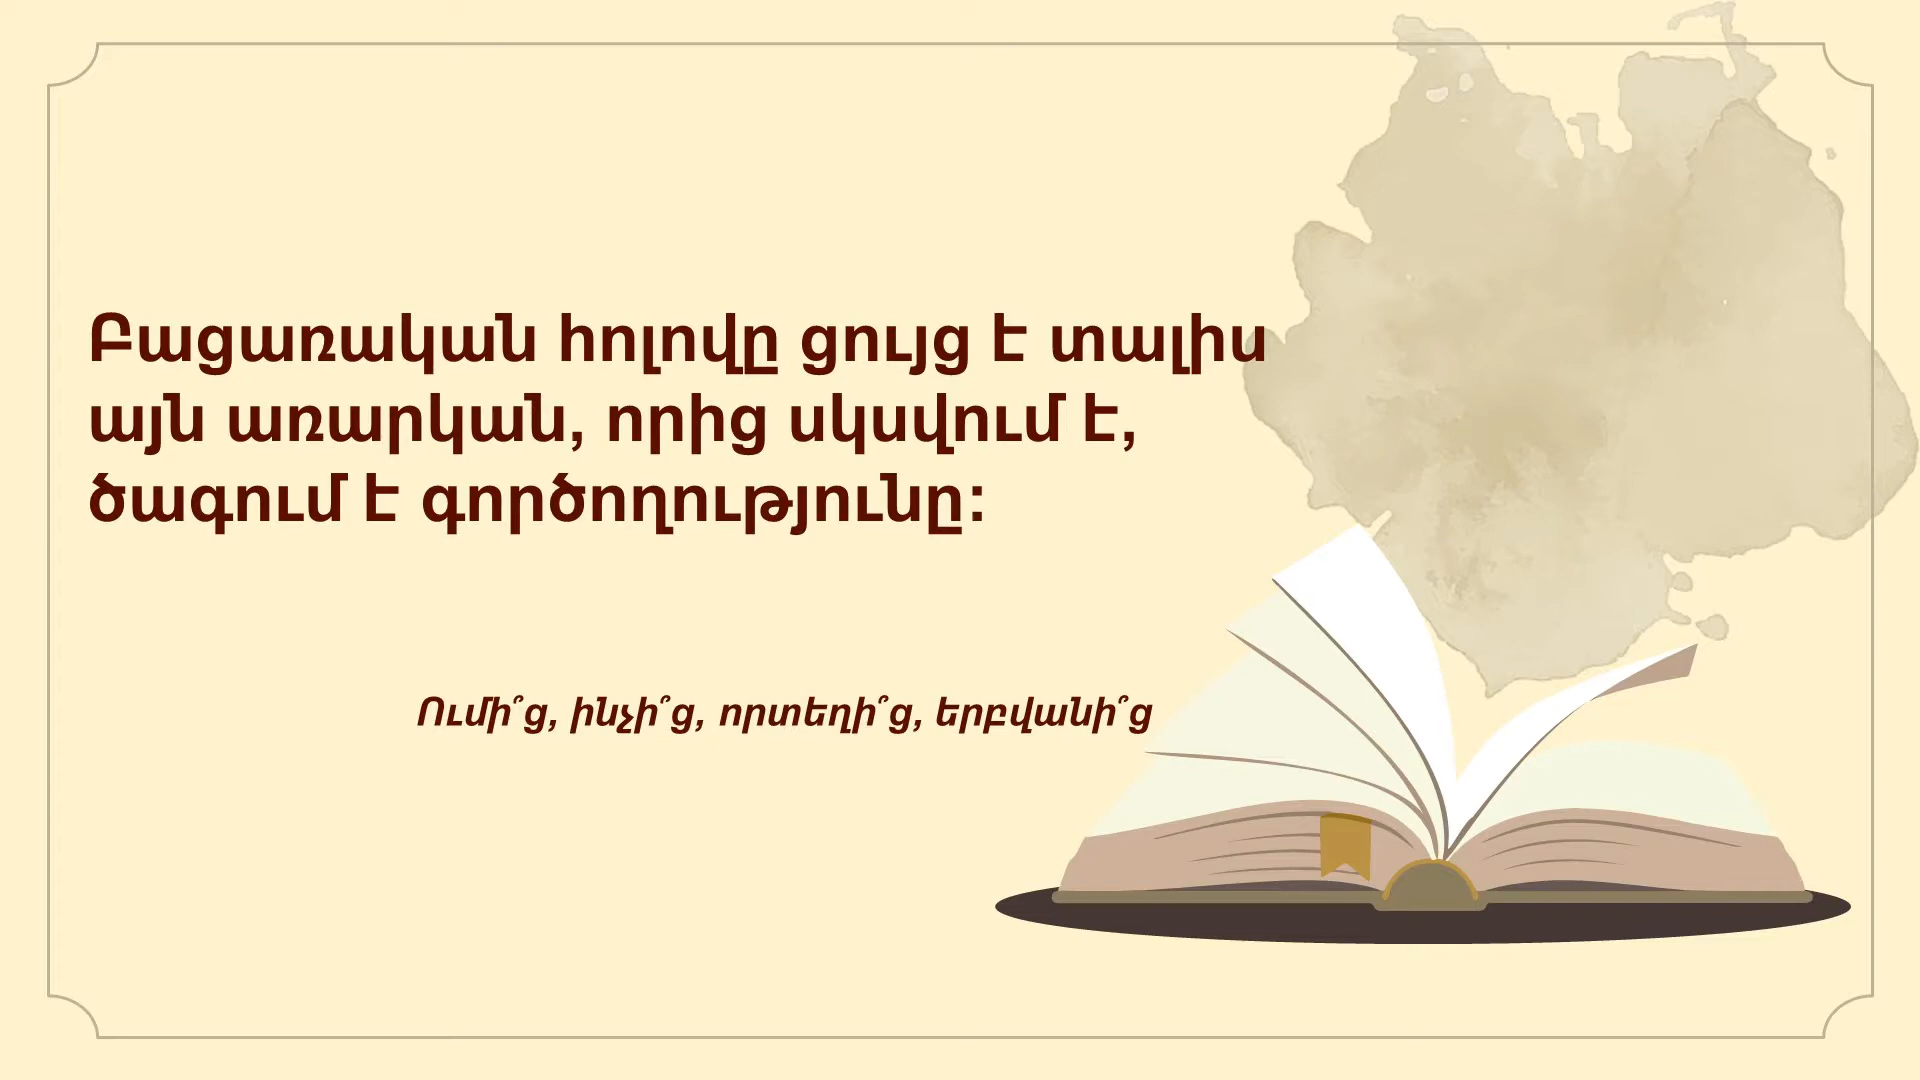 Բացառական հոլովը ցույց է տալիս
այն առարկան, որից սկսվում է,
ծագում է գործողությունը:
Ումի՞ց, ինչի՞ց, որտեղի՞ց, երբվանի՞ց